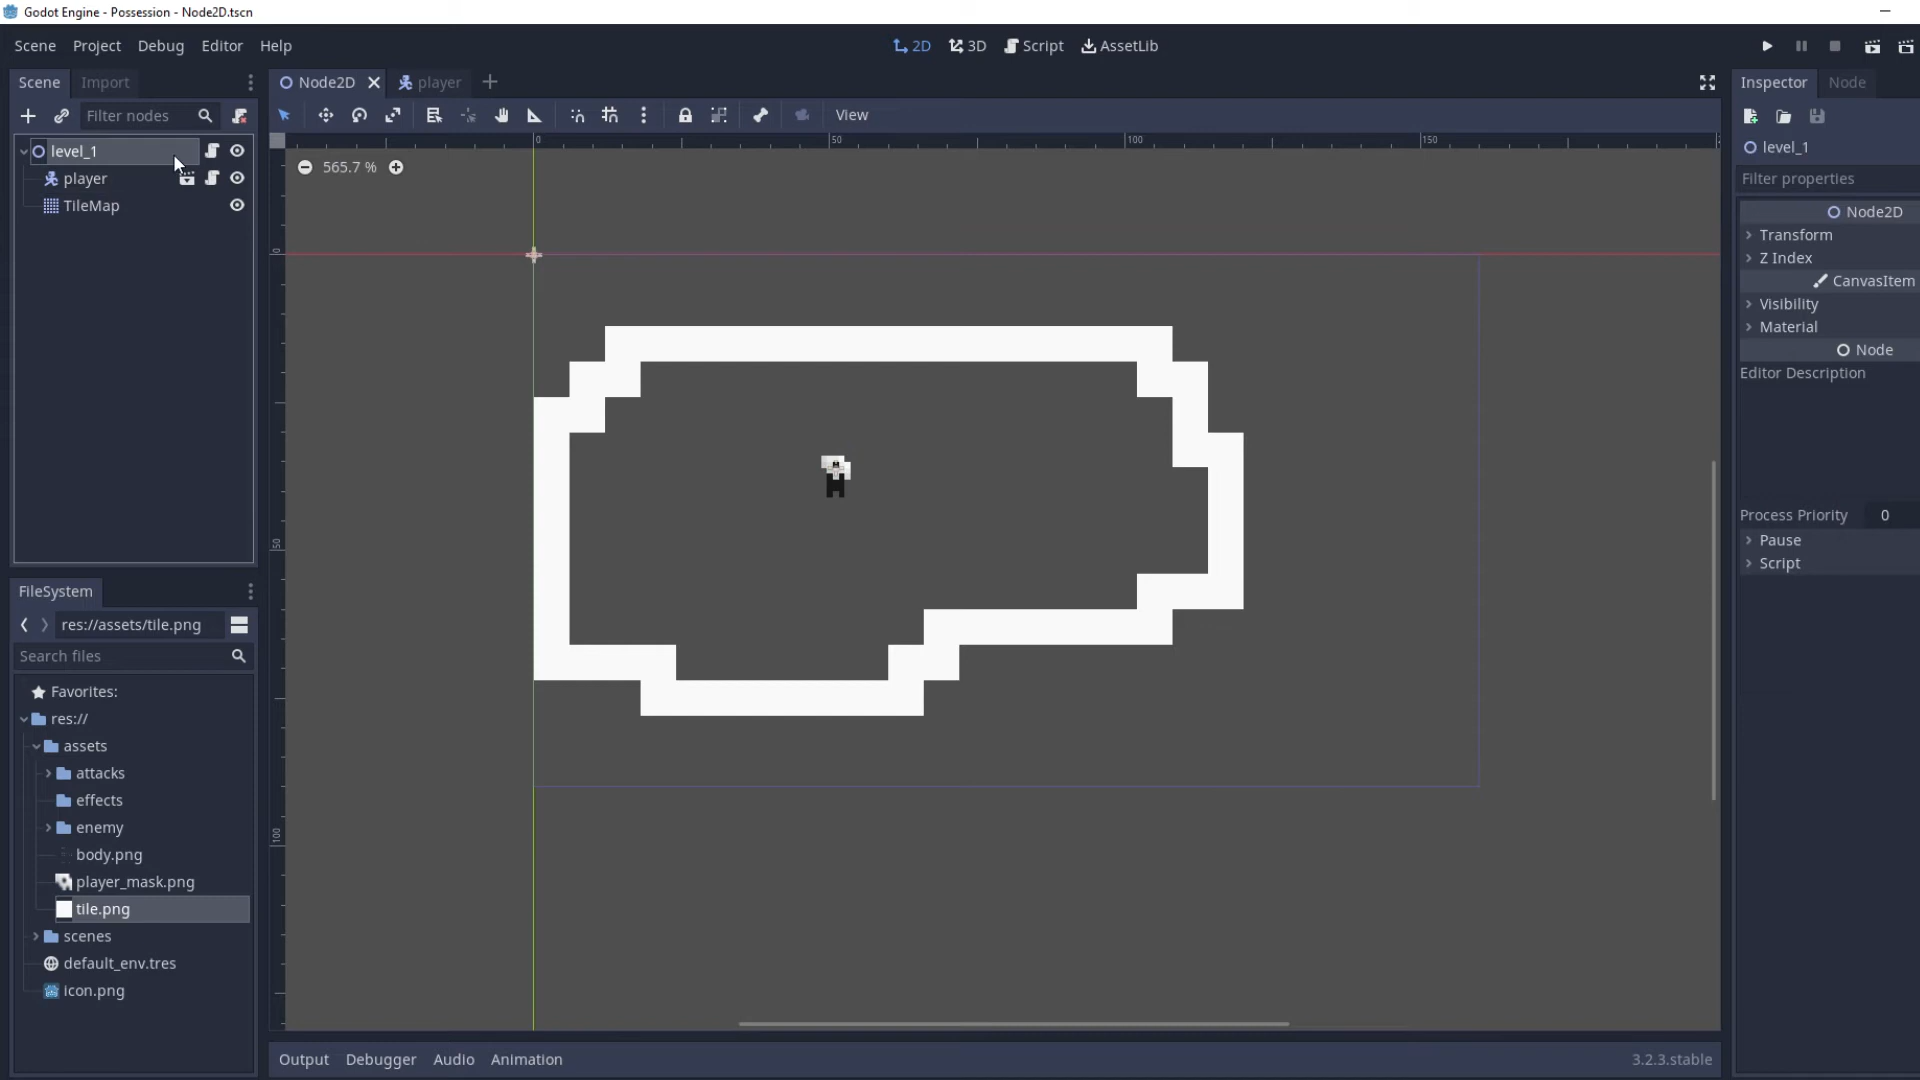 Godot Engine - Possession - Node2D.tscn
Scene Project Debug Editor Help
2D 3D Script AssetLib
Scene Import
Node2D player
Inspector Node
Filter nodes
View
level_1
player
TileMap
565.7 %
0 50 100 150
0
50
100
level_1
Filter properties
Node2D
Transform
Z Index
CanvasItem
Visibility
Material
Node
Editor Description
Process Priority 0
Pause
Script
FileSystem
res://assets/tile.png
Search files
Favorites:
res://
assets
attacks
effects
enemy
body.png
player_mask.png
tile.png
scenes
default_env.tres
icon.png
Output Debugger Audio Animation
3.2.3.stable